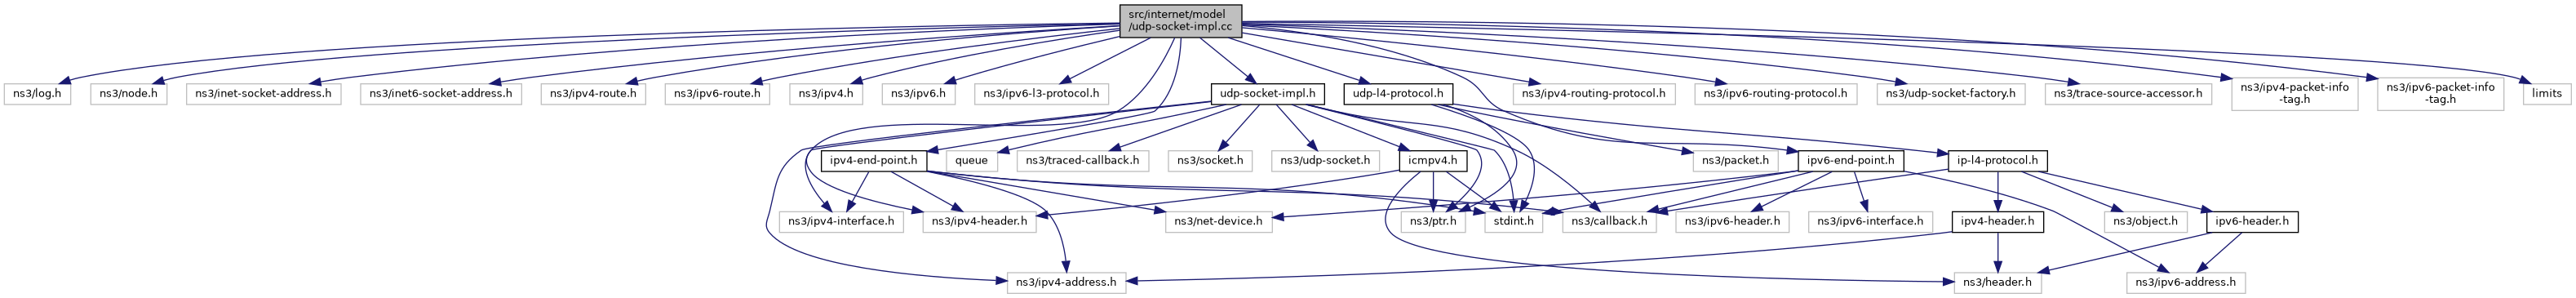 src/internet/model
/udp-socket-impl.cc
ns3/log.h
ns3/node.h
ns3/inet-socket-address.h
ns3/inet6-socket-address.h
ns3/ipv4-route.h
ns3/ipv6-route.h
ns3/ipv4.h
ns3/ipv6.h
ns3/ipv6-l3-protocol.h
udp-socket-impl.h
udp-l4-protocol.h
ns3/ipv4-routing-protocol.h
ns3/ipv6-routing-protocol.h
ns3/udp-socket-factory.h
ns3/trace-source-accessor.h
ns3/ipv4-packet-info
-tag.h
ns3/ipv6-packet-info
-tag.h
limits
ipv4-end-point.h
queue
ns3/traced-callback.h
ns3/socket.h
ns3/udp-socket.h
icmpv4.h
ns3/packet.h
ipv6-end-point.h
ip-l4-protocol.h
ns3/ipv4-interface.h
ns3/ipv4-header.h
ns3/net-device.h
ns3/ptr.h
stdint.h
ns3/callback.h
ns3/ipv6-header.h
ns3/ipv6-interface.h
ipv4-header.h
ns3/object.h
ipv6-header.h
ns3/ipv4-address.h
ns3/header.h
ns3/ipv6-address.h